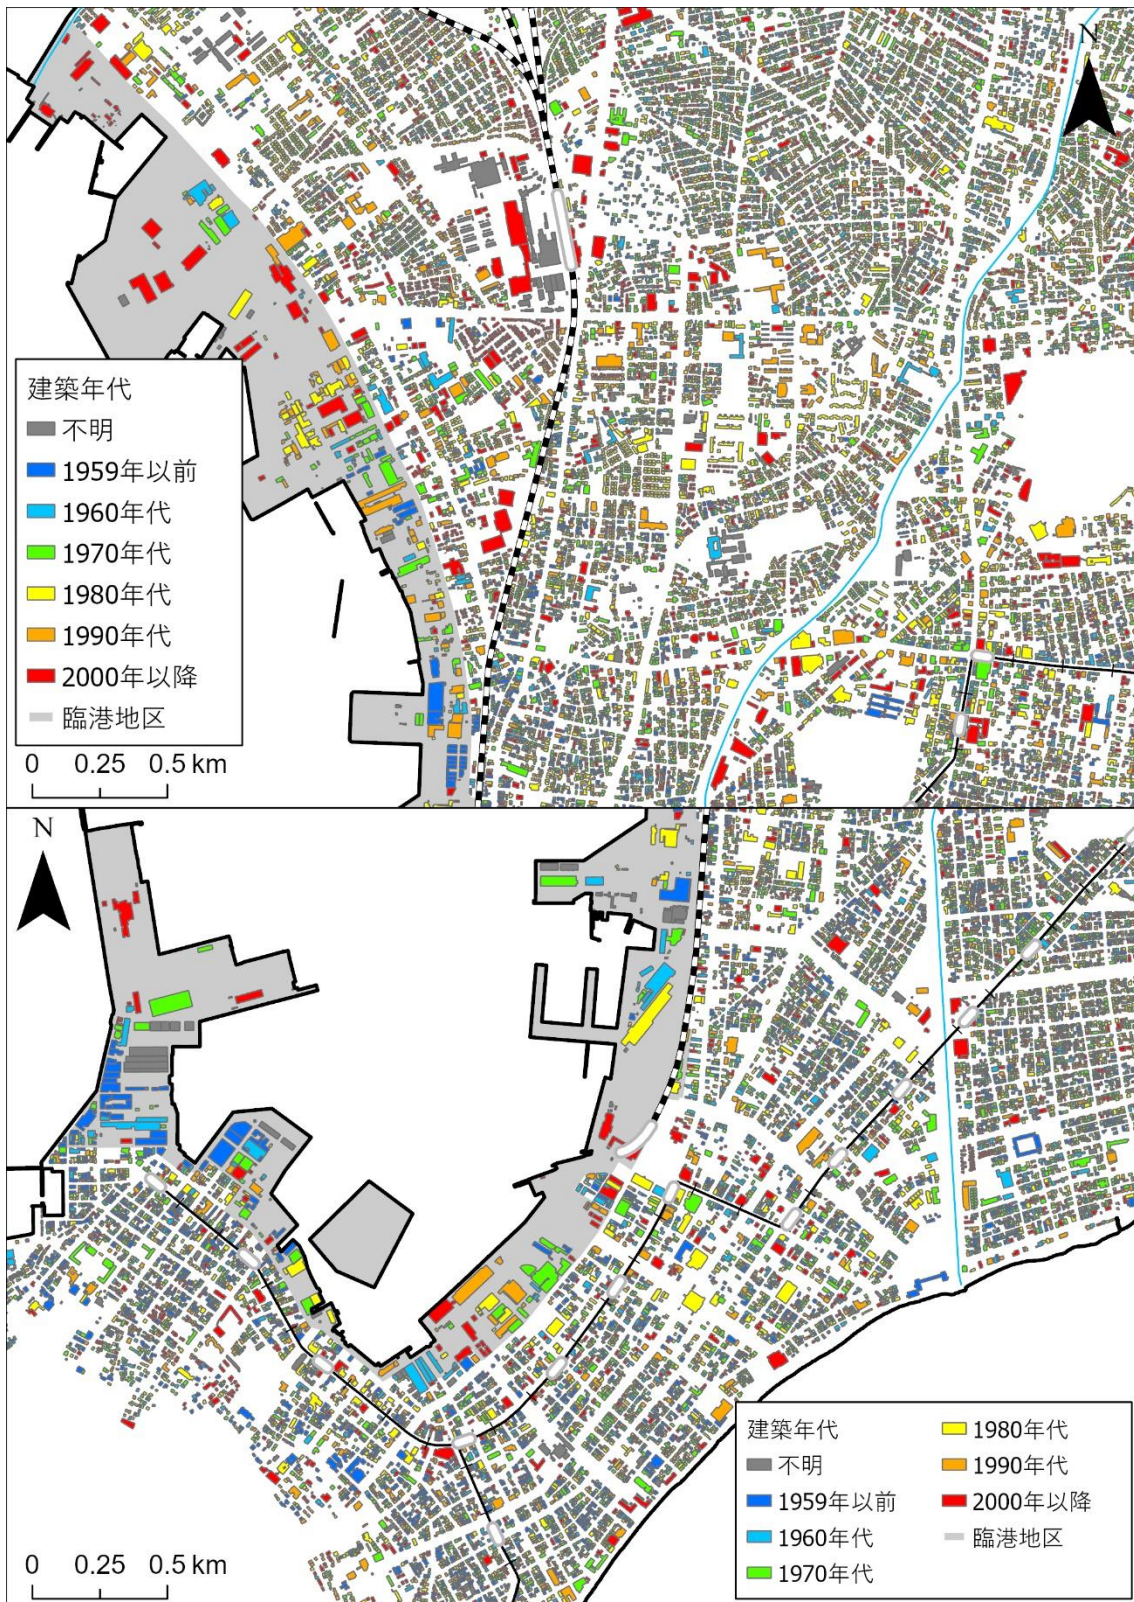 N
建築年代
不明
1959年以前
1960年代
1970年代
1980年代
1990年代
2000年以降
臨港地区
0 0.25 0.5 km
N
建築年代
不明
1959年以前
1960年代
1970年代
1980年代
1990年代
2000年以降
臨港地区
0 0.25 0.5 km